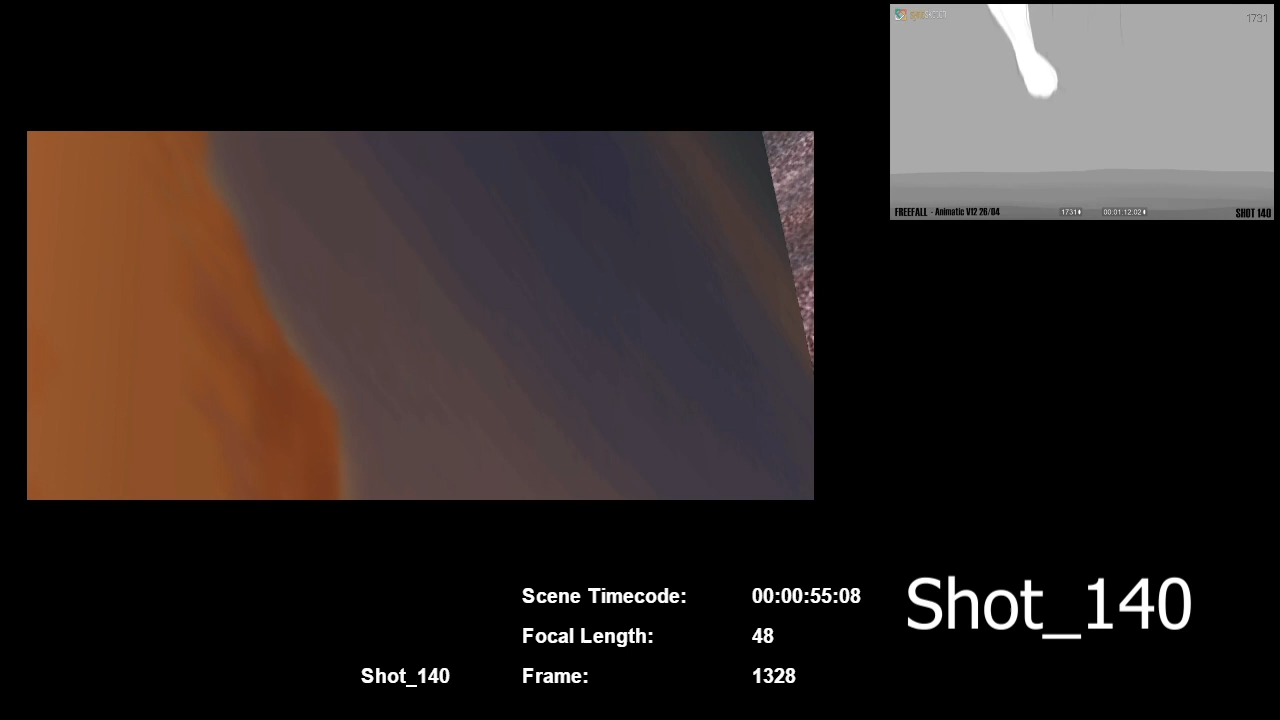 1731
FREEFALL - Animatic V12 26/04
1731
00:01:12:02
SHOT 140
Scene Timecode: 00:00:55:08
Shot_140
Focal Length: 48
Shot_140 Frame: 1328